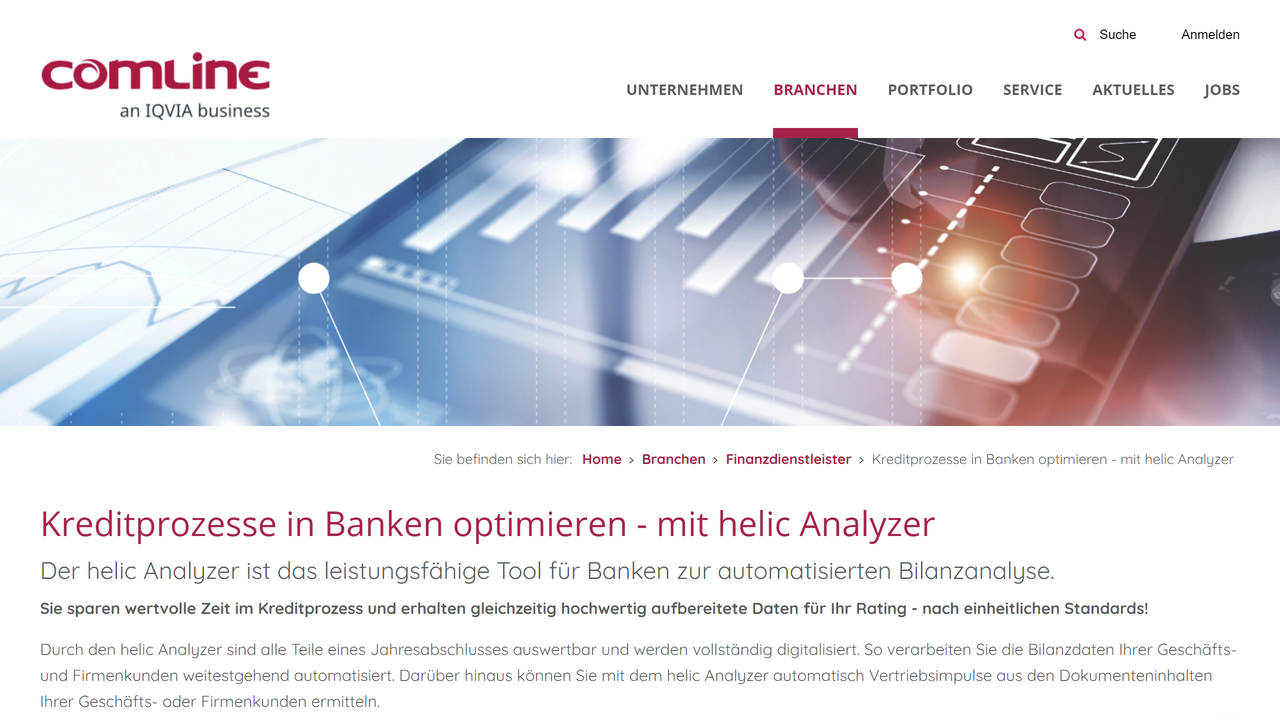 Suche Anmelden
comline
an IQVIA business
UNTERNEHMEN BRANCHEN PORTFOLIO SERVICE AKTUELLES JOBS
Sie befinden sich hier: Home > Branchen > Finanzdienstleister > Kreditprozesse in Banken optimieren - mit helic Analyzer
Kreditprozesse in Banken optimieren - mit helic Analyzer
Der helic Analyzer ist das leistungsfähige Tool für Banken zur automatisierten Bilanzanalyse.
Sie sparen wertvolle Zeit im Kreditprozess und erhalten gleichzeitig hochwertig aufbereitete Daten für Ihr Rating - nach einheitlichen Standards!
Durch den helic Analyzer sind alle Teile eines Jahresabschlusses auswertbar und werden vollständig digitalisiert. So verarbeiten Sie die Bilanzdaten Ihrer Geschäfts-
und Firmenkunden weitestgehend automatisiert. Darüber hinaus können Sie mit dem helic Analyzer automatisch Vertriebsimpulse aus den Dokumenteninhalten
Ihrer Geschäfts- oder Firmenkunden ermitteln.